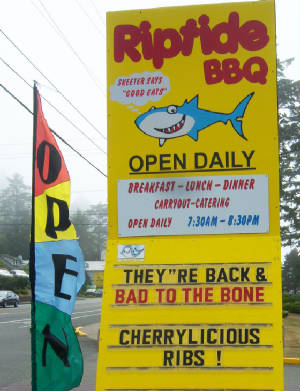 Riptide
BBQ
SKEETER SAYS
"GOOD EATS"
OPEN DAILY
BREAKFAST - LUNCH - DINNER
CARRYOUT-CATERING
OPEN DAILY 7:30AM - 8:30PM
THEY"RE BACK &
BAD TO THE BONE
CHERRYLICIOUS
RIBS !
OPEN